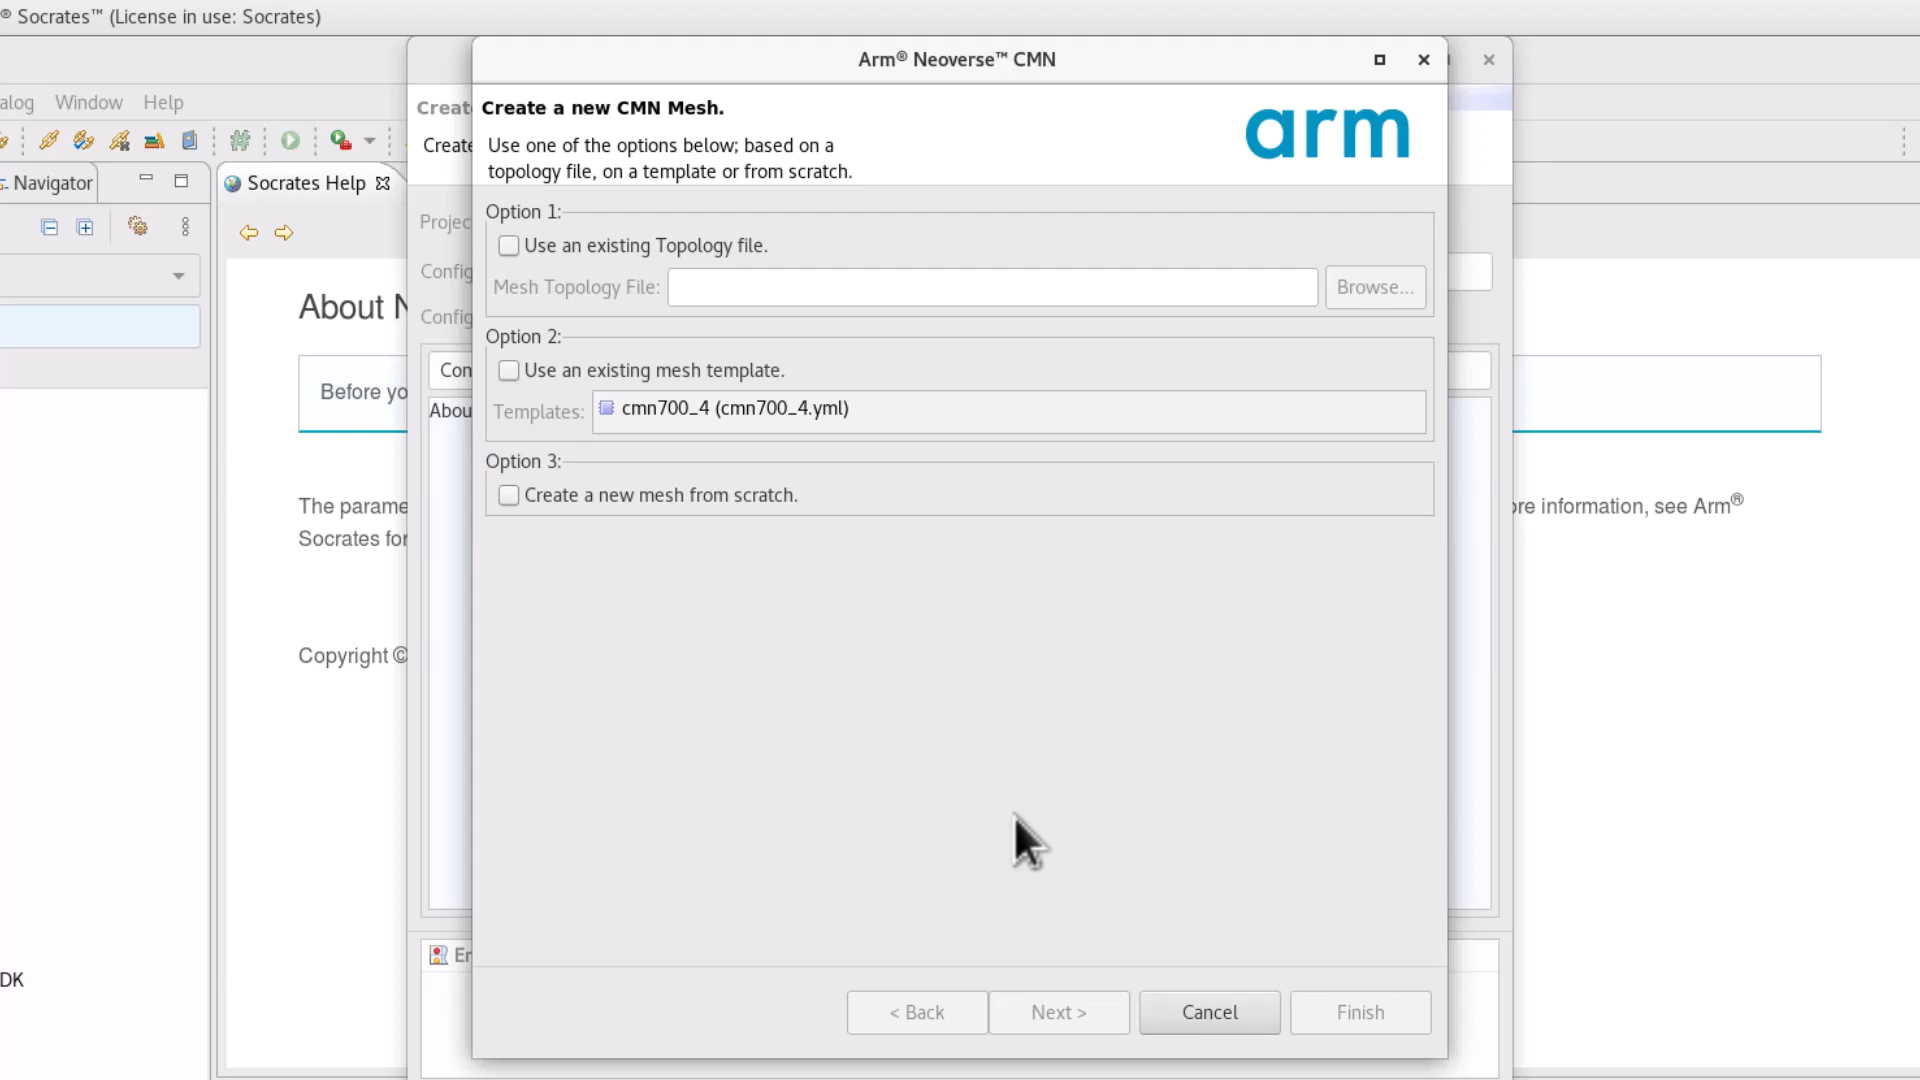 ® Socrates™ (License in use: Socrates)
Arm® Neoverse™ CMN
alog Window Help
Create a new CMN Mesh.
Use one of the options below; based on a
topology file, on a template or from scratch.
arm
Creat
Create
Navigator
Socrates Help
Projec
Config
Config
Con
Abou
Option 1:
Use an existing Topology file.
Mesh Topology File:
Browse...
Option 2:
Use an existing mesh template.
Templates:
cmn700_4 (cmn700_4.yml)
Option 3:
Create a new mesh from scratch.
About N
Before yo
The parame
ore information, see Arm®
Socrates for
Copyright ©
DK
Er
< Back
Next >
Cancel
Finish